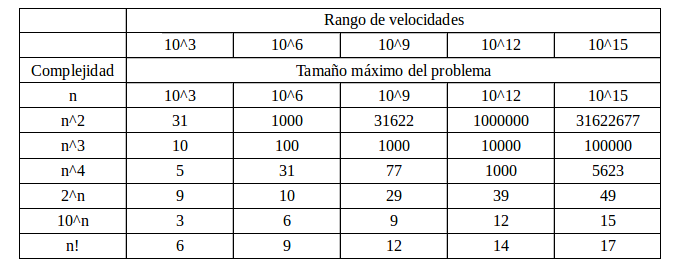 Rango de velocidades
10^3 10^6 10^9 10^12 10^15
Complejidad Tamaño máximo del problema
n 10^3 10^6 10^9 10^12 10^15
n^2 31 1000 31622 1000000 31622677
n^3 10 100 1000 10000 100000
n^4 5 31 77 1000 5623
2^n 9 10 29 39 49
10^n 3 6 9 12 15
n! 6 9 12 14 17